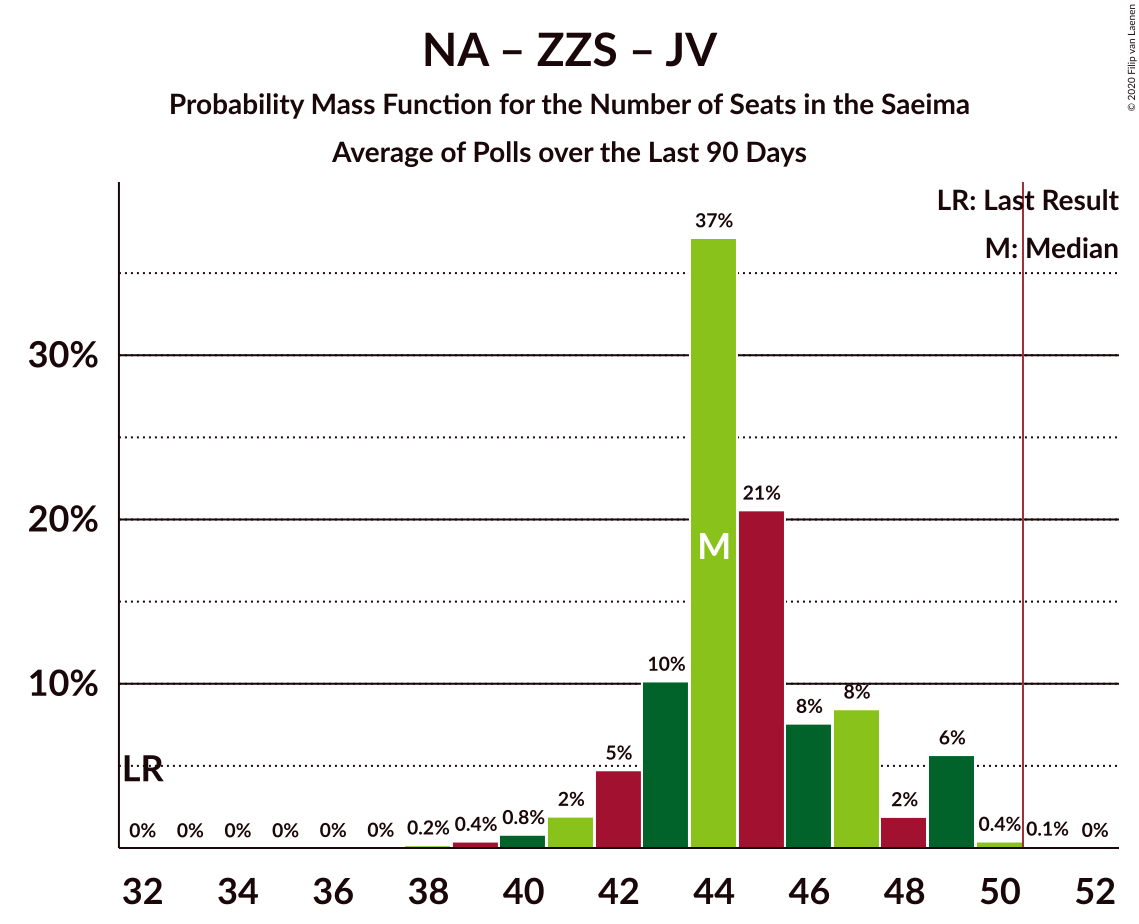 NA – ZZS – JV
Probability Mass Function for the Number of Seats in the Saeima
Average of Polls over the Last 90 Days
© 2020 Filip van Laenen
LR: Last Result
M: Median
37%
30%
21%
20%
M
10%
10%
8%
8%
6%
5%
LR
2%
2%
0% 0% 0% 0% 0% 0% 0.2% 0.4% 0.8% 0.4% 0.1% 0%
32 34 36 38 40 42 44 46 48 50 52